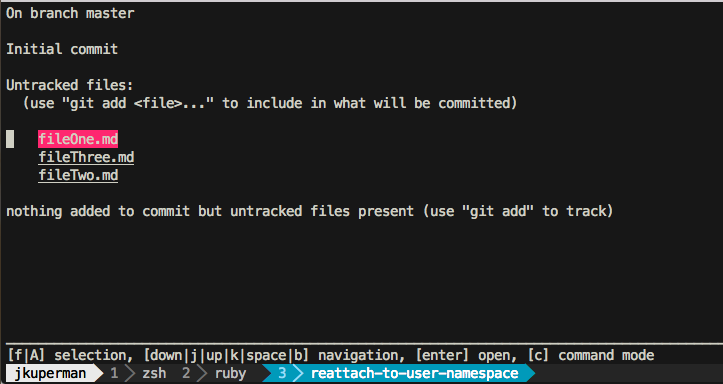 On branch master
Initial commit
Untracked files:
(use "git add <file>..." to include in what will be committed)
fileOne.md
fileThree.md
fileTwo.md
nothing added to commit but untracked files present (use "git add" to track)
[f|A] selection, [down|j|up|k|space|b] navigation, [enter] open, [c] command mode
jkuperman 1 zsh 2 ruby 3 reattach-to-user-namespace